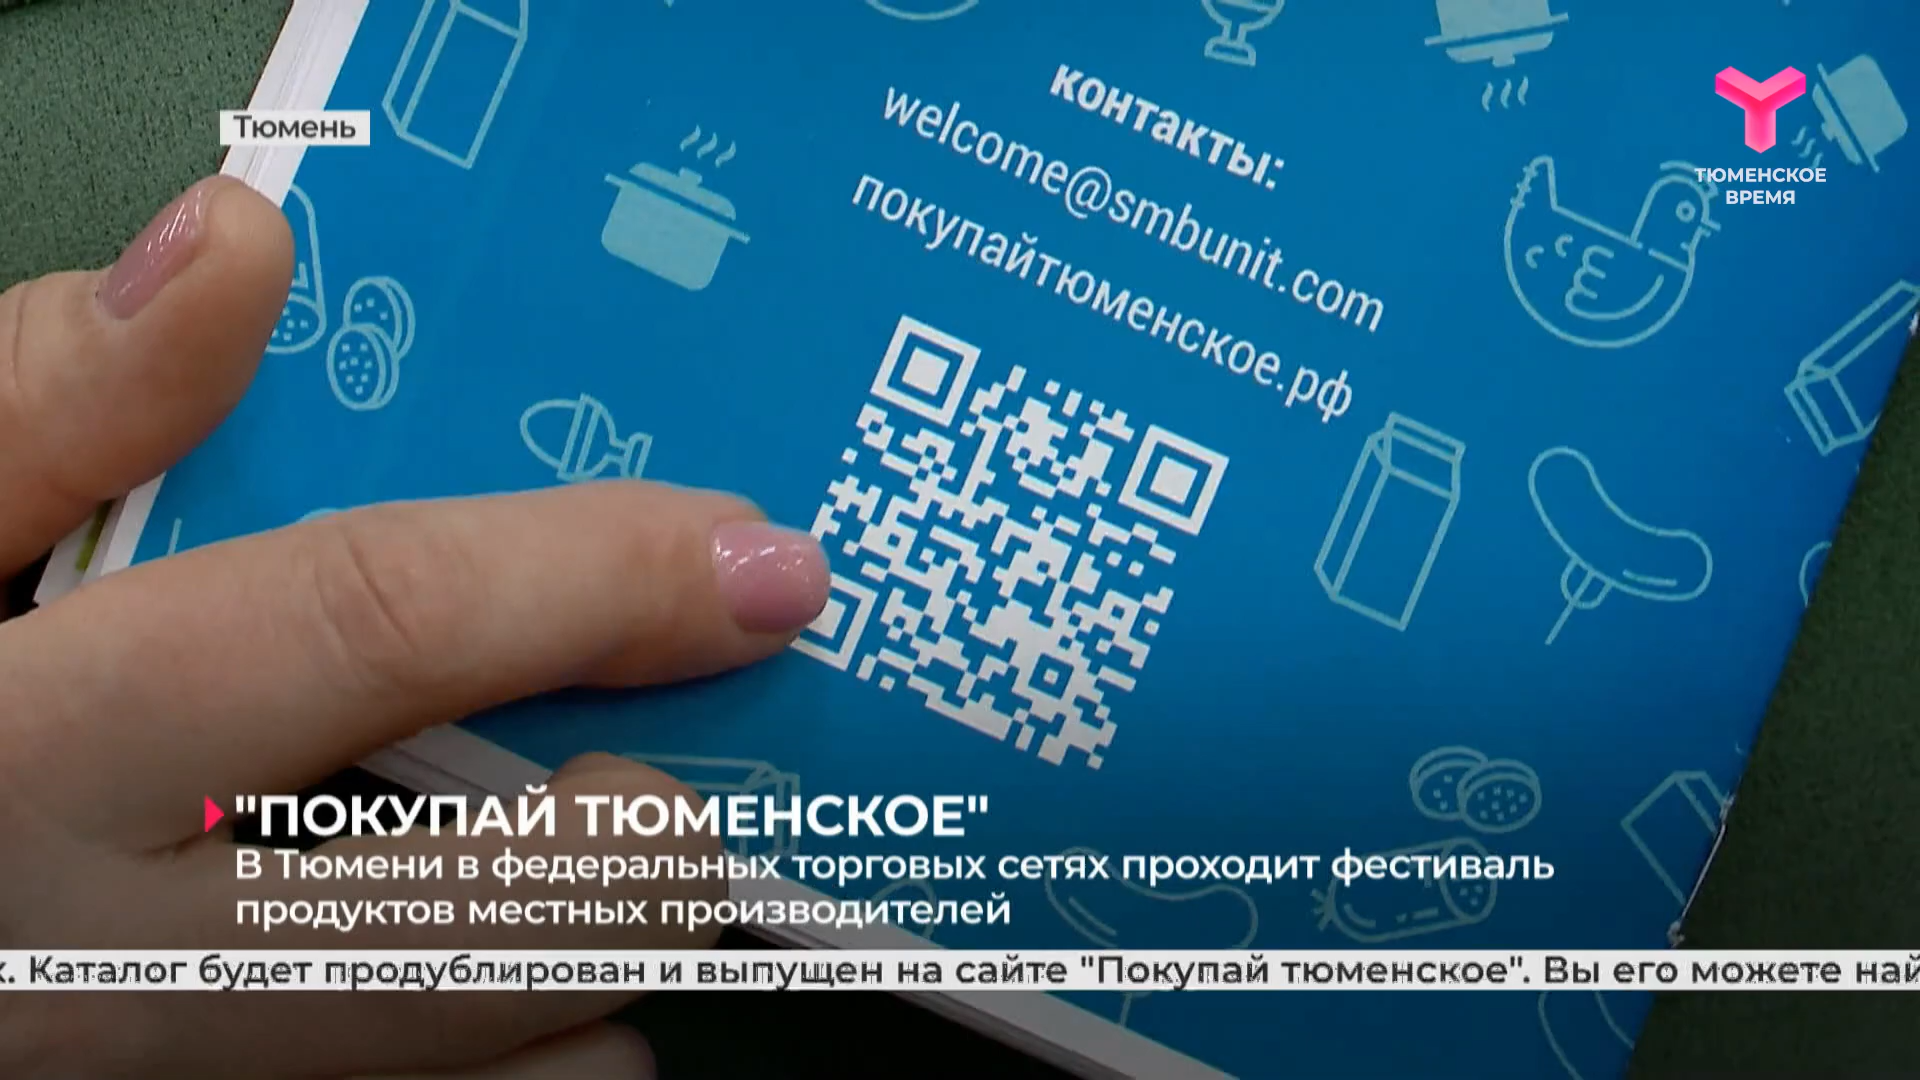 Тюмень
ТЮМЕНСКОЕ
ВРЕМЯ
контакты:
welcome@smbunit.com
покупайтюменское.рф
"ПОКУПАЙ ТЮМЕНСКОЕ"
В Тюмени в федеральных торговых сетях проходит фестиваль
продуктов местных производителей
Каталог будет продублирован и выпущен на сайте "Покупай тюменское". Вы его можете